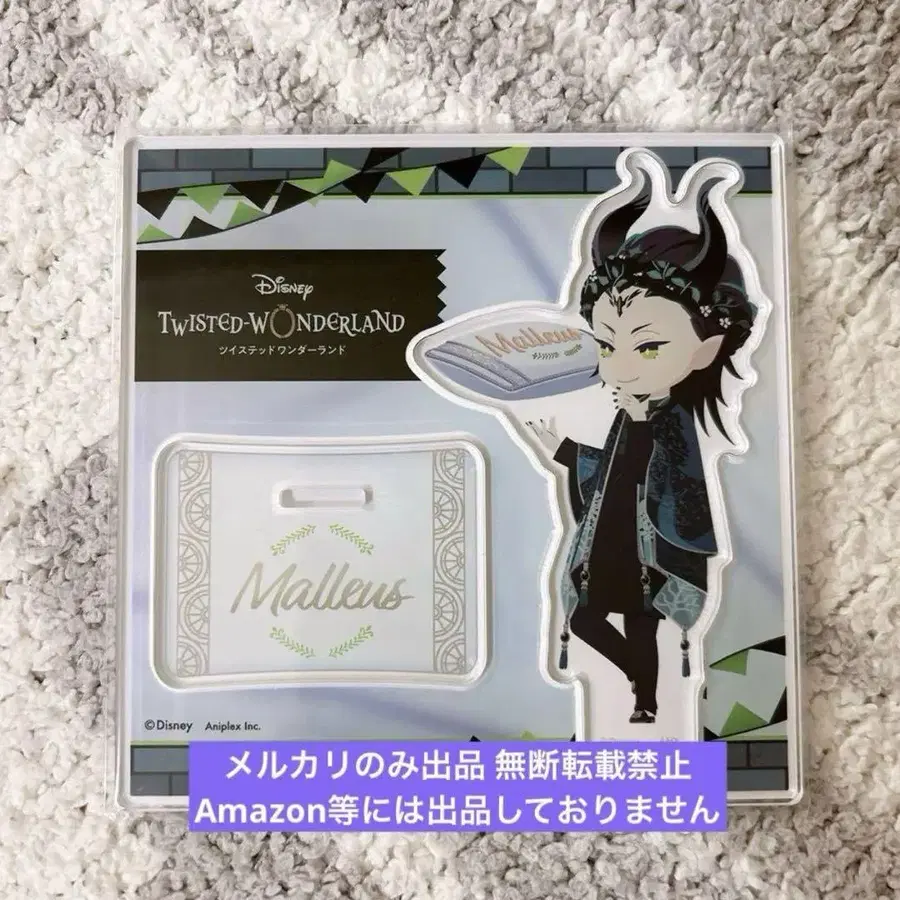 Disney
TWISTED-WONDERLAND
ツイステッドワンダーランド
Malleus
Malleus
©Disney Aniplex Inc.
メルカリのみ出品 無断転載禁止
Amazon等には出品しておりません